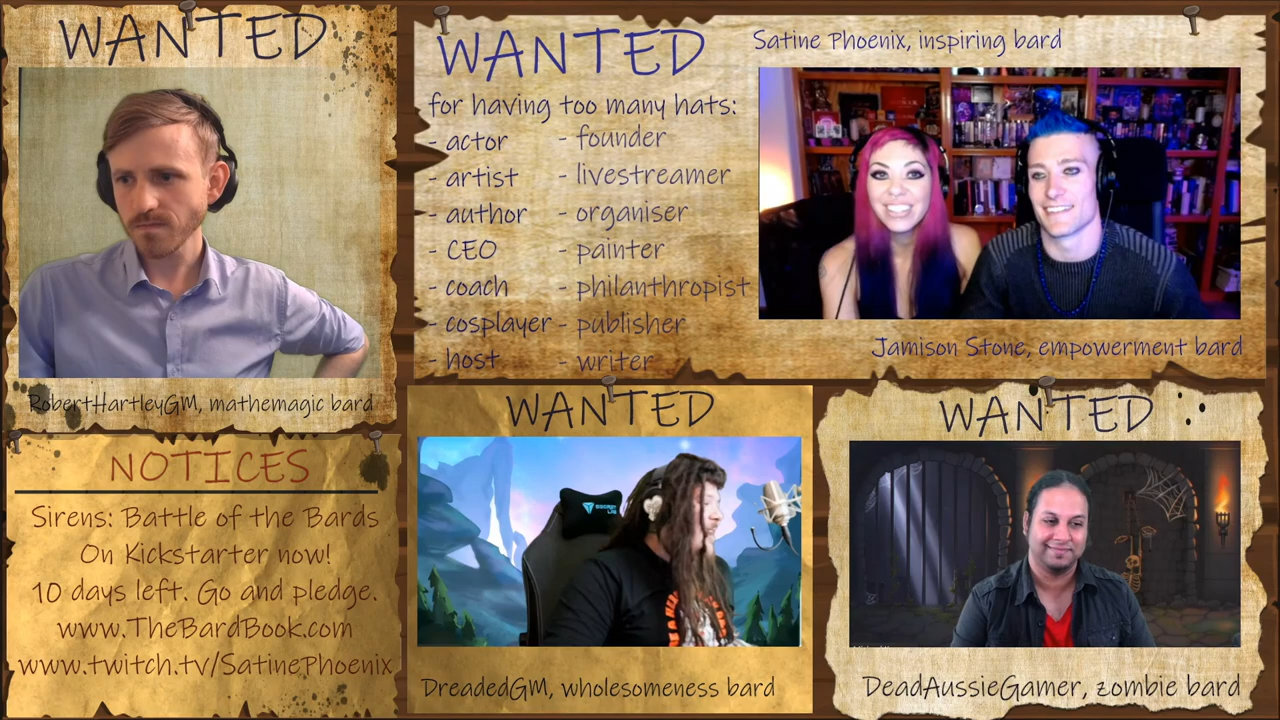 WANTED
RobertHartleyGM, mathemagic bard
NOTICES
Sirens: Battle of the Bards
On Kickstarter now!
10 days left. Go and pledge.
www.TheBardBook.com
www.twitch.tv/SatinePhoenix
WANTED
for having too many hats:
- actor
- artist
- author
- CEO
- coach
- cosplayer
- host
- founder
- livestreamer
- organiser
- painter
- philanthropist
- publisher
- writer
Satine Phoenix, inspiring bard
Jamison Stone, empowerment bard
WANTED
SECRET
LAB
DreadedGM, wholesomeness bard
WANTED
DeadAussieGamer, zombie bard